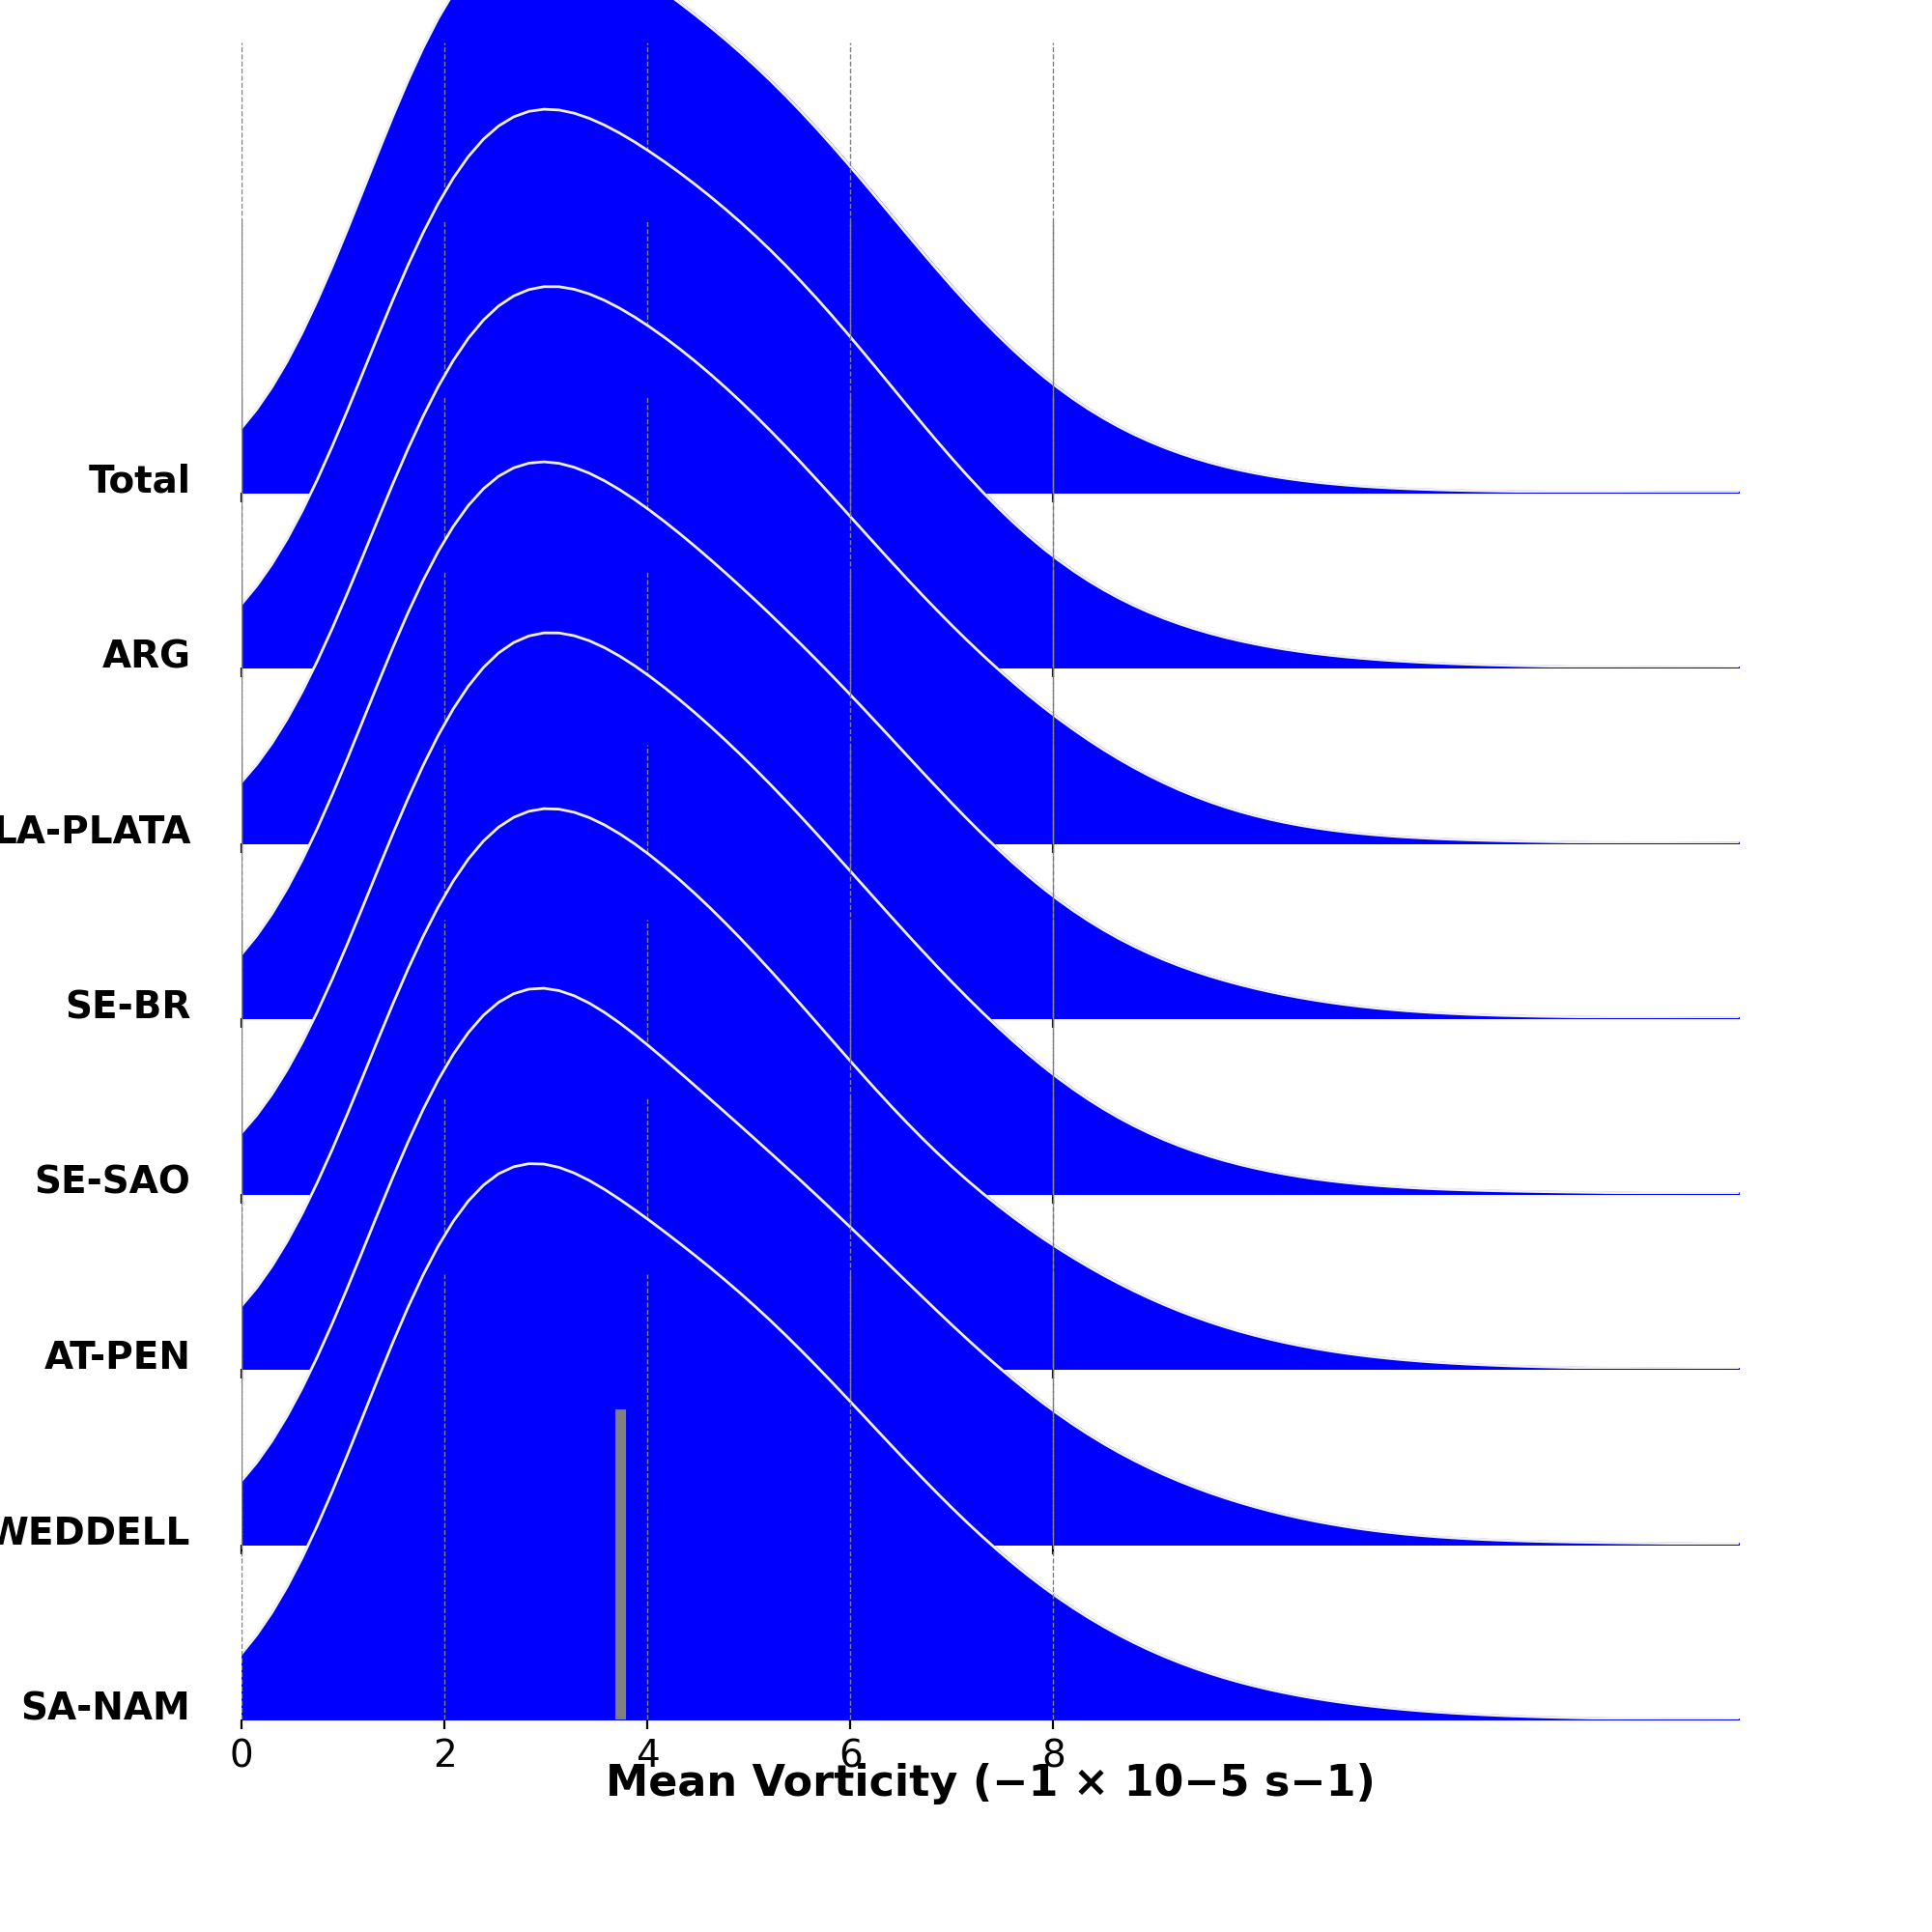 Total
ARG
LA-PLATA
SE-BR
SE-SAO
AT-PEN
WEDDELL
SA-NAM
0 2 4 6 8
Mean Vorticity (−1 × 10−5 s−1)